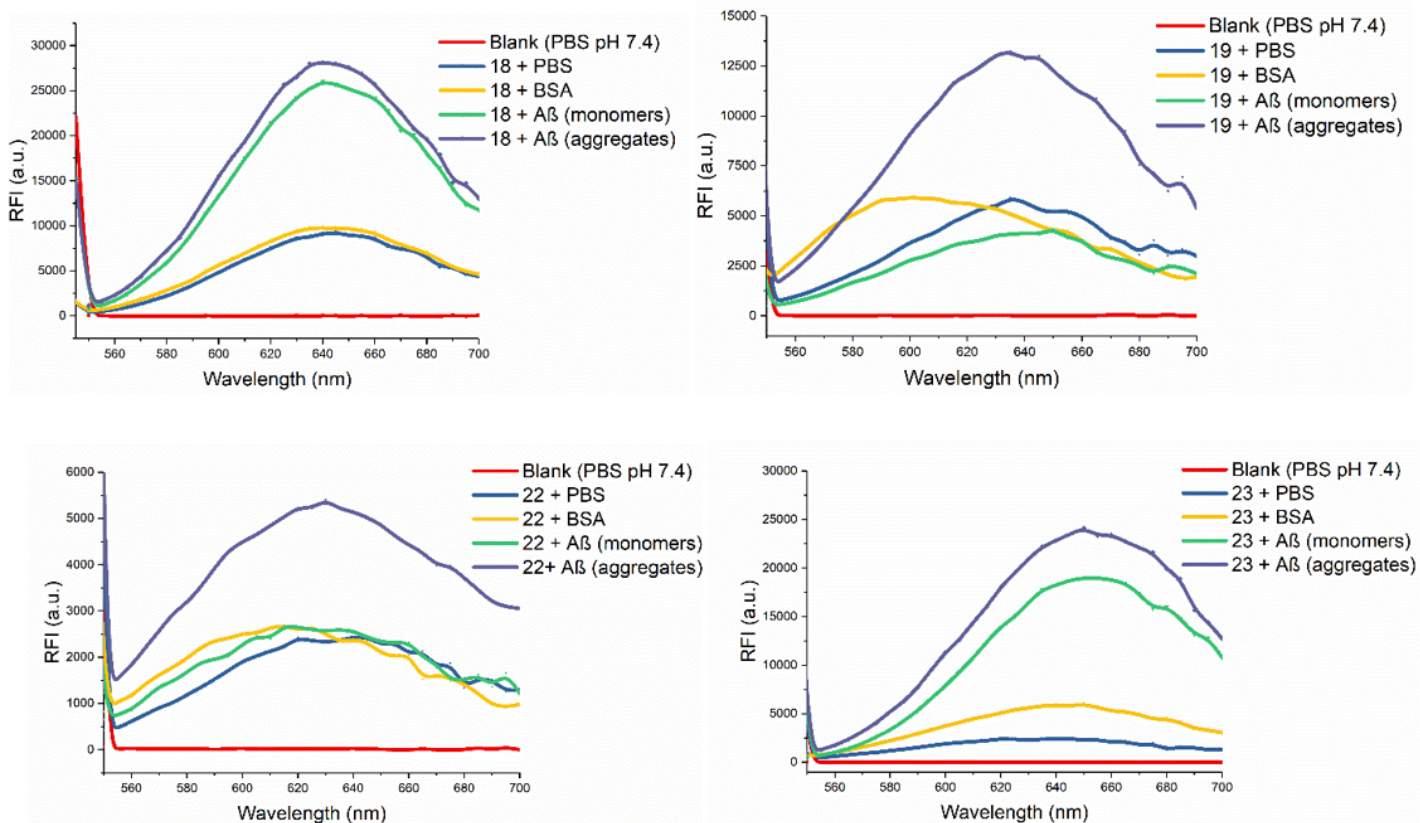 30000
25000
20000
15000
10000
5000
0
RFI (a.u.)
560 580 600 620 640 660 680 700
Wavelength (nm)
Blank (PBS pH 7.4)
18 + PBS
18 + BSA
18 + Aß (monomers)
18 + Aß (aggregates)
15000
12500
10000
7500
5000
2500
0
RFI (a.u.)
560 580 600 620 640 660 680 700
Wavelength (nm)
Blank (PBS pH 7.4)
19 + PBS
19 + BSA
19 + Aß (monomers)
19 + Aß (aggregates)
6000
5000
4000
3000
2000
1000
0
RFI (a.u.)
560 580 600 620 640 660 680 700
Wavelength (nm)
Blank (PBS pH 7.4)
22 + PBS
22 + BSA
22 + Aß (monomers)
22+ Aß (aggregates)
30000
25000
20000
15000
10000
5000
0
RFI (a.u.)
560 580 600 620 640 660 680 700
Wavelength (nm)
Blank (PBS pH 7.4)
23 + PBS
23 + BSA
23 + Aß (monomers)
23 + Aß (aggregates)